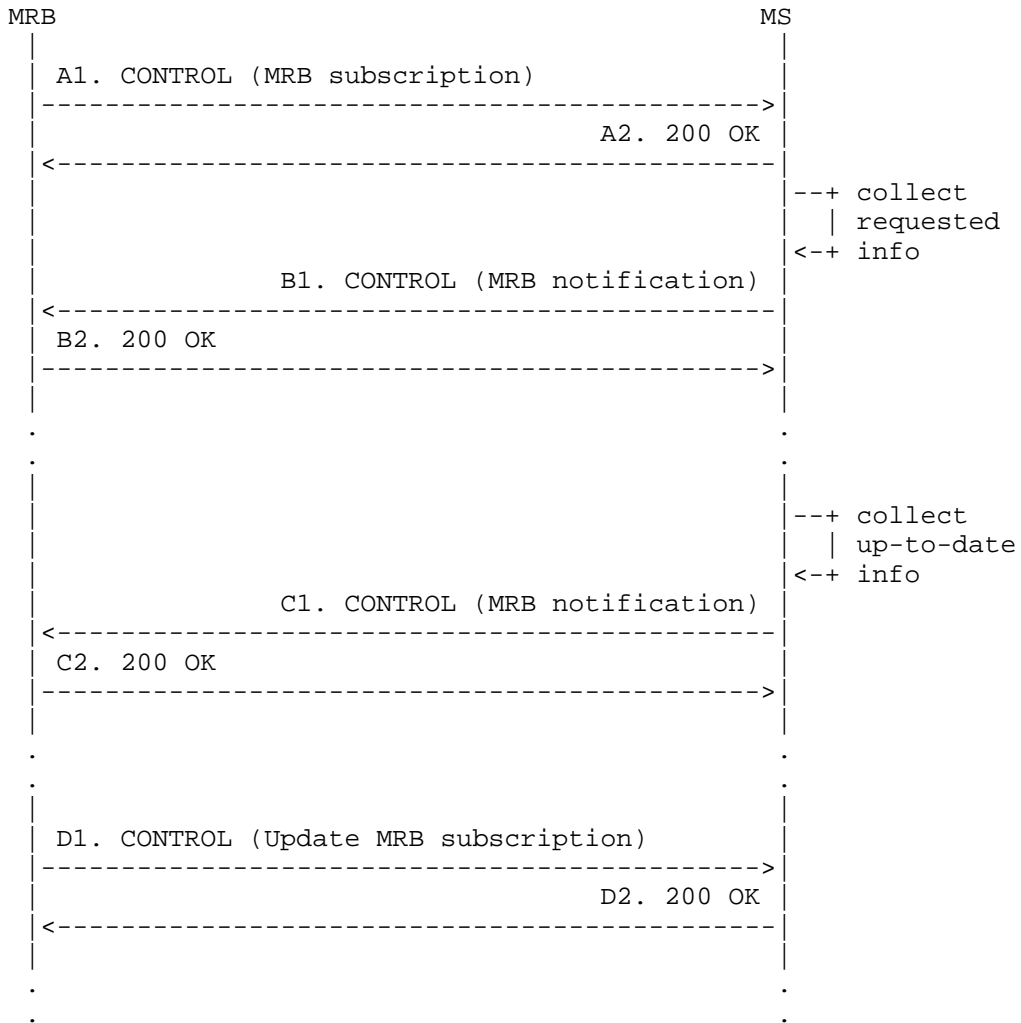 MRB MS
A1. CONTROL (MRB subscription)
A2. 200 OK
collect
requested
info
B1. CONTROL (MRB notification)
B2. 200 OK
collect
up-to-date
info
C1. CONTROL (MRB notification)
C2. 200 OK
D1. CONTROL (Update MRB subscription)
D2. 200 OK